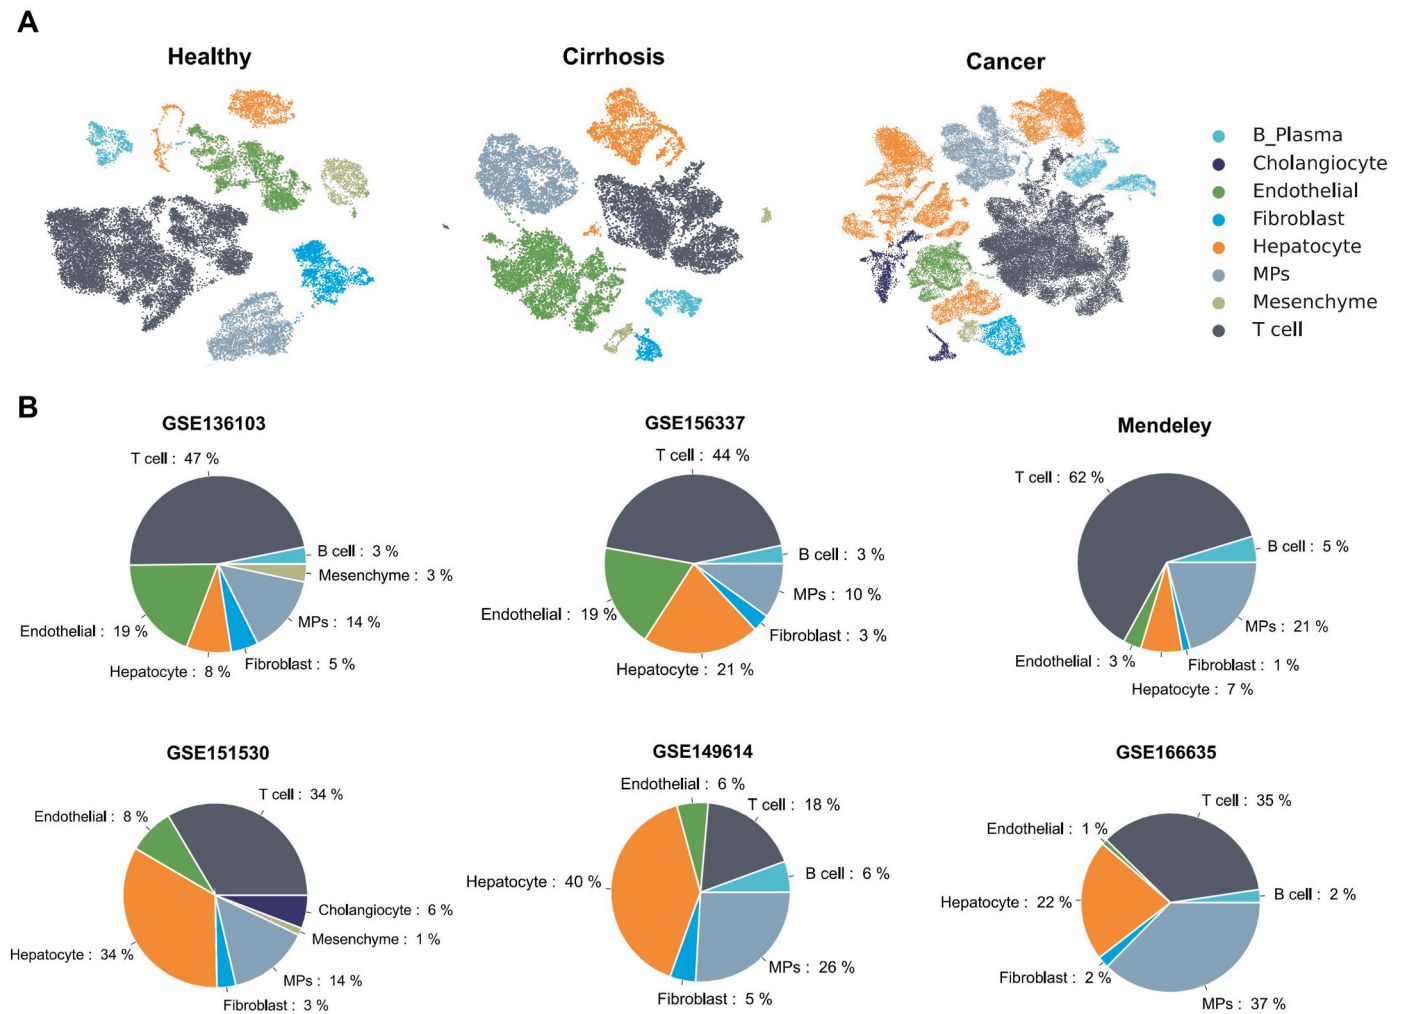 A
Healthy
Cirrhosis
Cancer
B_Plasma
Cholangiocyte
Endothelial
Fibroblast
Hepatocyte
MPs
Mesenchyme
T cell
B
GSE136103
T cell : 47 %
B cell : 3 %
Mesenchyme : 3 %
MPs : 14 %
Fibroblast : 5 %
Hepatocyte : 8 %
Endothelial : 19 %
GSE156337
T cell : 44 %
B cell : 3 %
MPs : 10 %
Fibroblast : 3 %
Hepatocyte : 21 %
Endothelial : 19 %
Mendeley
T cell : 62 %
B cell : 5 %
MPs : 21 %
Fibroblast : 1 %
Hepatocyte : 7 %
Endothelial : 3 %
GSE151530
T cell : 34 %
Endothelial : 8 %
Cholangiocyte : 6 %
Mesenchyme : 1 %
MPs : 14 %
Fibroblast : 3 %
Hepatocyte : 34 %
GSE149614
Endothelial : 6 %
T cell : 18 %
B cell : 6 %
Hepatocyte : 40 %
MPs : 26 %
Fibroblast : 5 %
GSE166635
T cell : 35 %
Endothelial : 1 %
B cell : 2 %
Hepatocyte : 22 %
Fibroblast : 2 %
MPs : 37 %